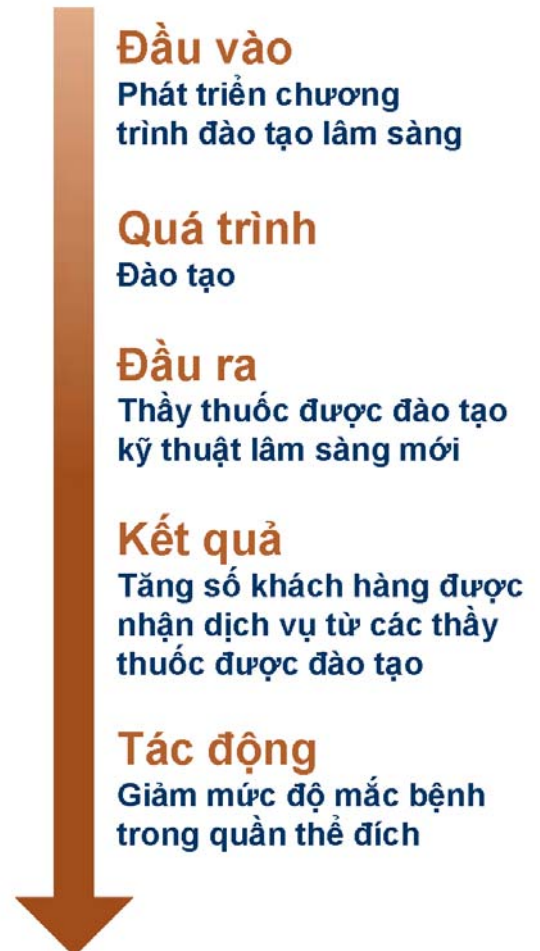 Đầu vào
Phát triển chương
trình đào tạo lâm sàng
Quá trình
Đào tạo
Đầu ra
Thầy thuốc được đào tạo
kỹ thuật lâm sàng mới
Kết quả
Tăng số khách hàng được
nhận dịch vụ từ các thầy
thuốc được đào tạo
Tác động
Giảm mức độ mắc bệnh
trong quần thể đích